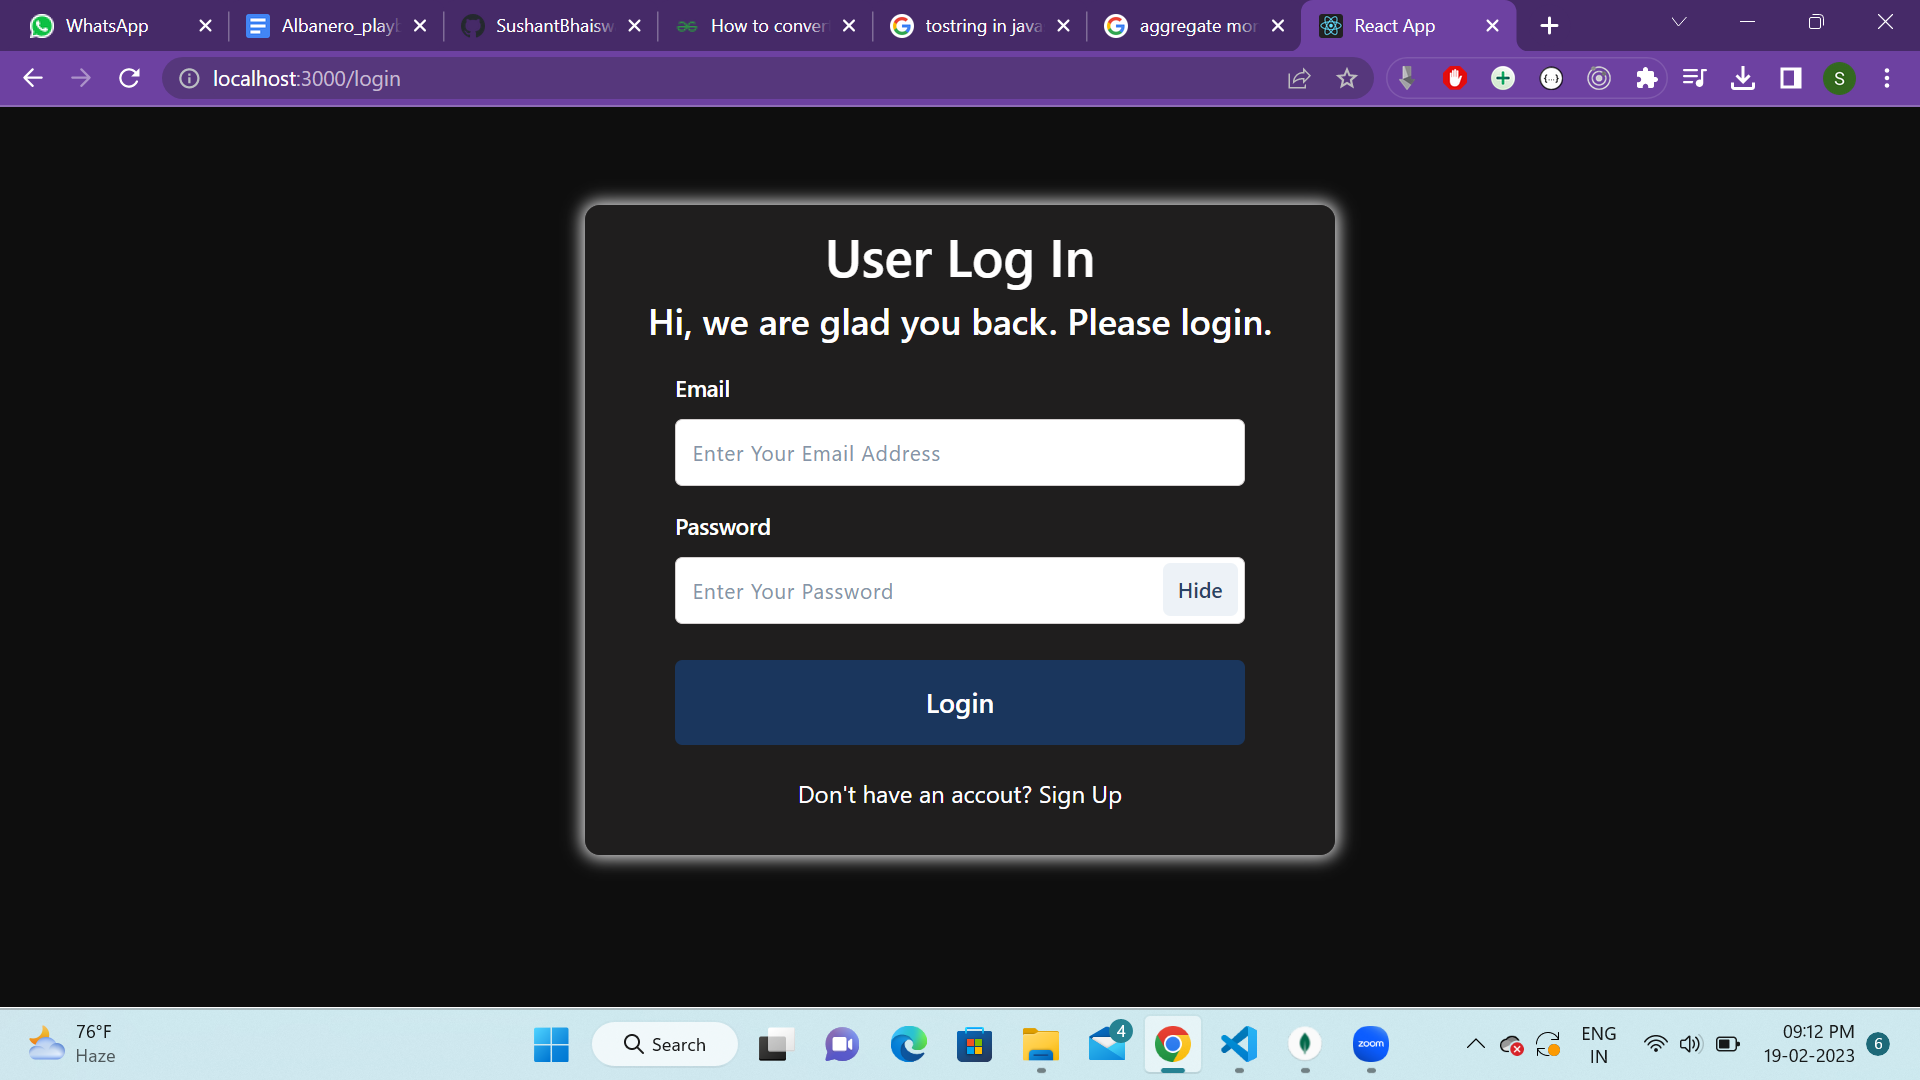 WhatsApp
Albanero_playb
SushantBhaisw
How to conver
tostring in java
aggregate mor
React App
localhost:3000/login
S
User Log In
Hi, we are glad you back. Please login.
Email
Enter Your Email Address
Password
Enter Your Password
Hide
Login
Don't have an accout? Sign Up
76°F
Haze
Search
4
zoom
ENG
IN
09:12 PM
19-02-2023
6